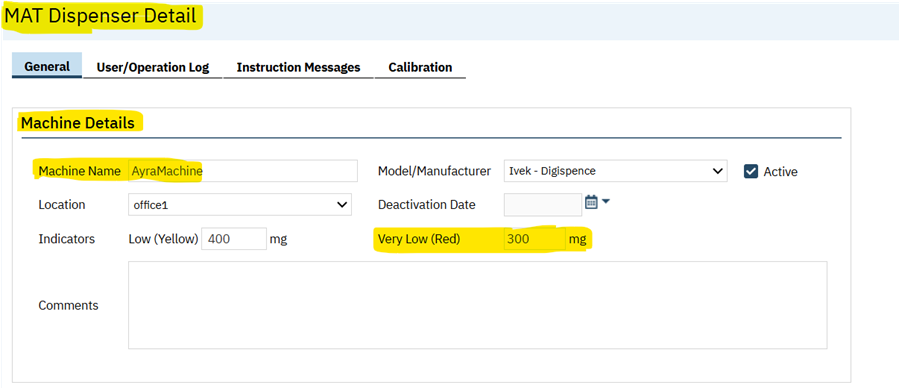 MAT Dispenser Detail
General User/Operation Log Instruction Messages Calibration
Machine Details
Machine Name AyraMachine Model/Manufacturer Ivek - Digispence Active
Location office1 Deactivation Date
Indicators Low (Yellow) 400 mg Very Low (Red) 300 mg
Comments